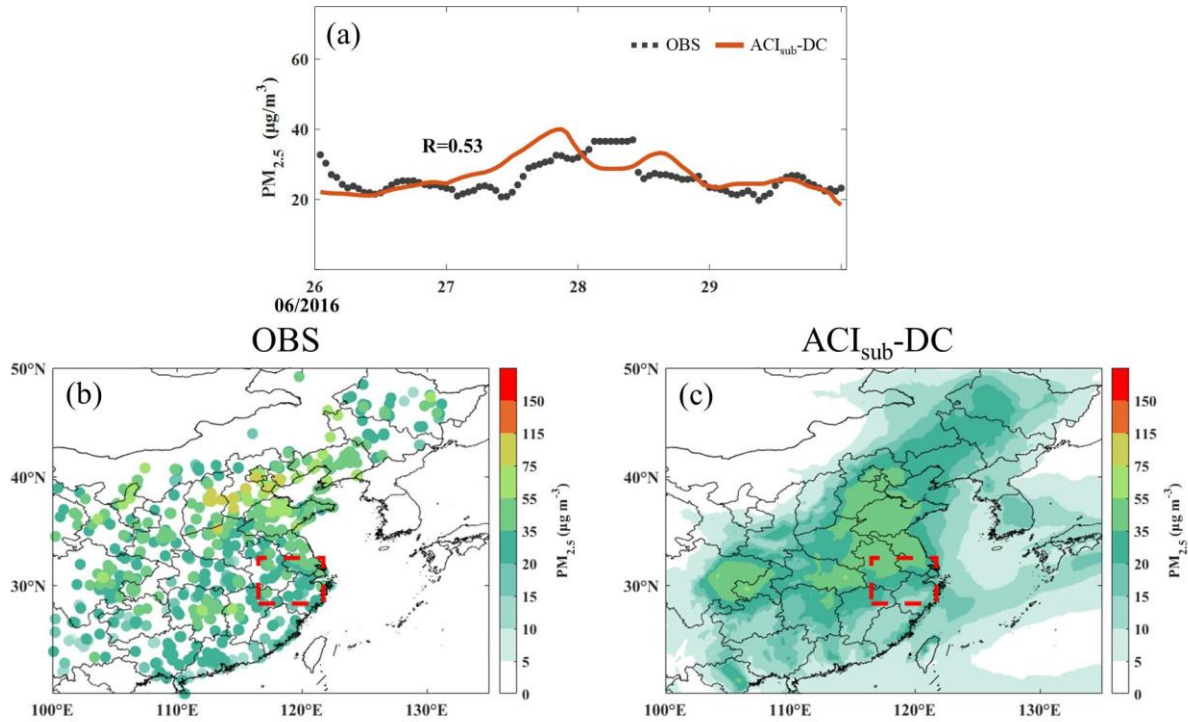 (a)
OBS ACIsub-DC
PM2.5 (μg/m3)
60
40
20
R=0.53
26 27 28 29
06/2016
OBS
(b)
50°N
40°N
30°N
100°E 110°E 120°E 130°E
150
115
75
55
35
20
15
10
5
0
PM2.5 (μg m-3)
ACIsub-DC
(c)
100°E 110°E 120°E 130°E
150
115
75
55
35
20
15
10
5
0
PM2.5 (μg m-3)